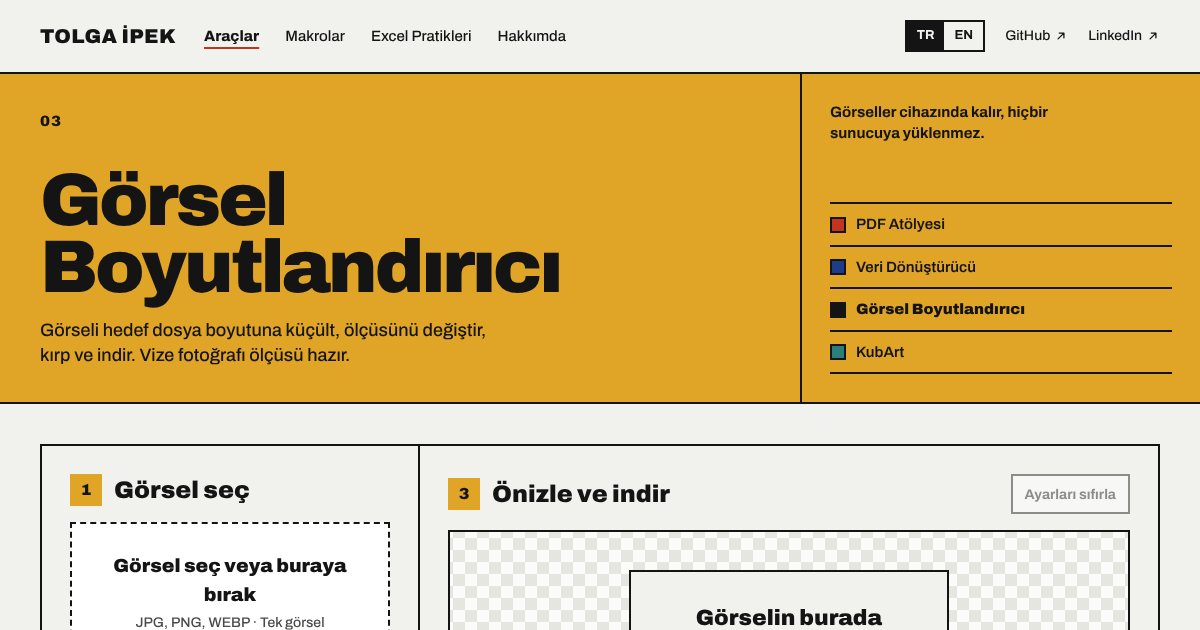 TOLGA İPEK
Araçlar
Makrolar
Excel Pratikleri
Hakkımda
TR
EN
GitHub ↗
LinkedIn ↗
03
Görsel
Boyutlandırıcı
Görseli hedef dosya boyutuna küçült, ölçüsünü değiştir,
kırp ve indir. Vize fotoğrafı ölçüsü hazır.
Görseller cihazında kalır, hiçbir
sunucuya yüklenmez.
PDF Atölyesi
Veri Dönüştürücü
Görsel Boyutlandırıcı
KubArt
1
Görsel seç
Görsel seç veya buraya
bırak
JPG, PNG, WEBP · Tek görsel
3
Önizle ve indir
Ayarları sıfırla
Görselin burada